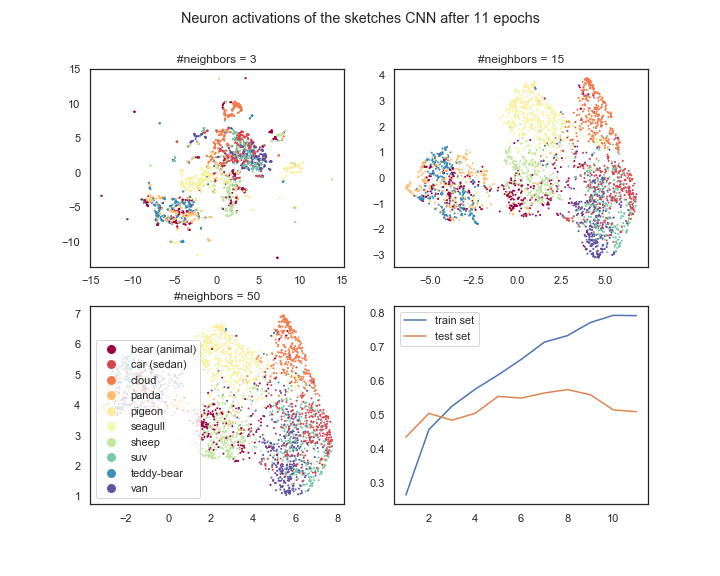 Neuron activations of the sketches CNN after 11 epochs
#neighbors = 3
15
10
5
0
−5
−10
−15 −10 −5 0 5 10 15
#neighbors = 15
4
3
2
1
0
−1
−2
−3
−5.0 −2.5 0.0 2.5 5.0
#neighbors = 50
7
6
5
4
3
2
1
−2 0 2 4 6 8
bear (animal)
car (sedan)
cloud
panda
pigeon
seagull
sheep
suv
teddy-bear
van
0.8
0.7
0.6
0.5
0.4
0.3
2 4 6 8 10
train set
test set